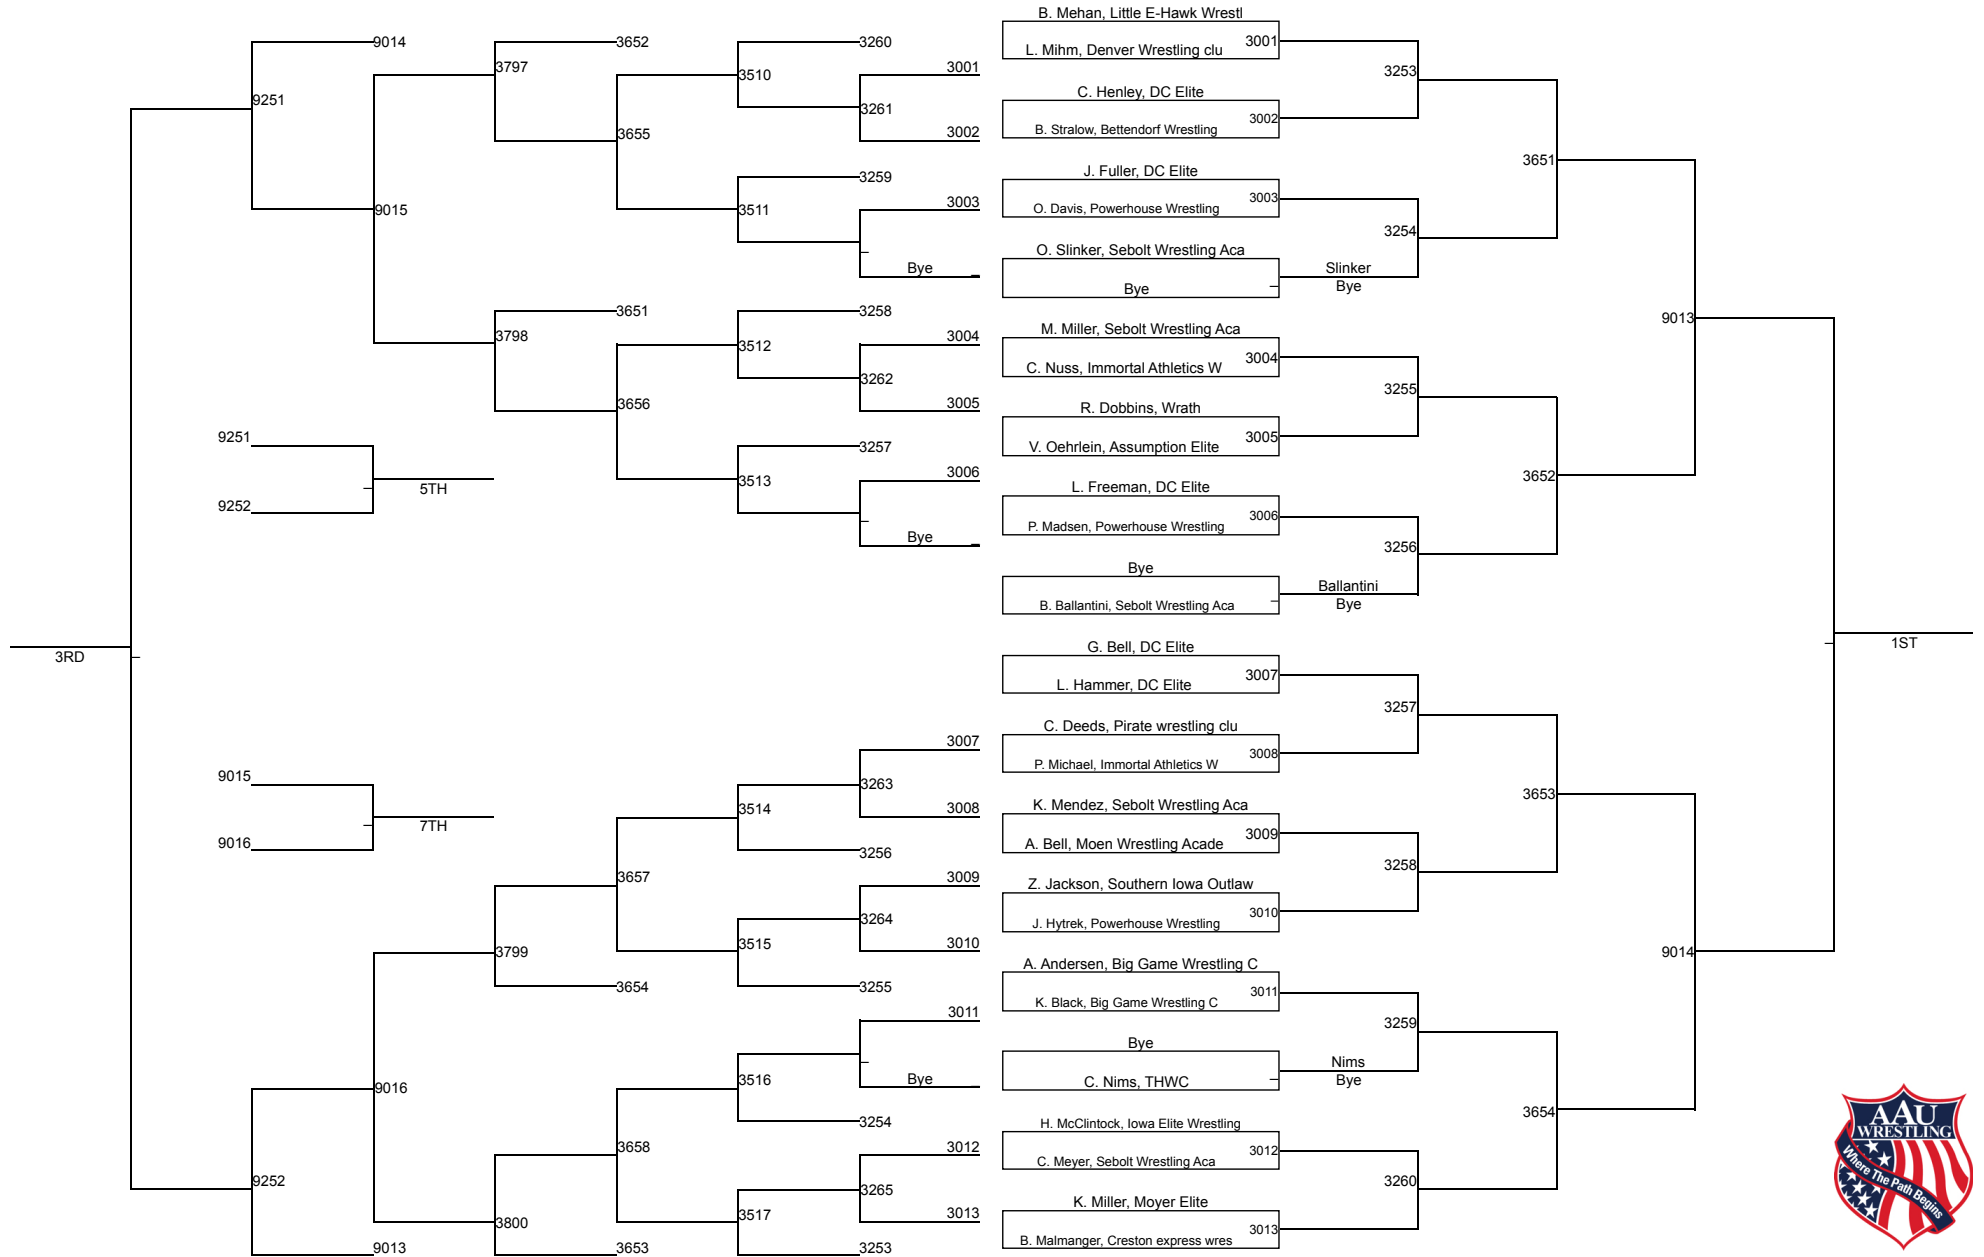 B. Mehan, Little E-Hawk Wrestl
9014
3652
3260
3001
L. Mihm, Denver Wrestling clu
3797
3510
3001
3253
C. Henley, DC Elite
9251
3261
3002
3655
3002
B. Stralow, Bettendorf Wrestling
3651
J. Fuller, DC Elite
3259
3003
3003
9015
3511
O. Davis, Powerhouse Wrestling
3254
O. Slinker, Sebolt Wrestling Aca
Bye
Slinker
Bye
Bye
3651
3258
9013
M. Miller, Sebolt Wrestling Aca
3798
3004
3512
3004
C. Nuss, Immortal Athletics W
3262
3255
3656
3005
R. Dobbins, Wrath
9251
3005
3257
V. Oehrlein, Assumption Elite
3006
3513
3652
5TH
L. Freeman, DC Elite
9252
3006
P. Madsen, Powerhouse Wrestling
Bye
3256
Bye
Ballantini
B. Ballantini, Sebolt Wrestling Aca
Bye
1ST
G. Bell, DC Elite
3RD
3007
L. Hammer, DC Elite
3257
C. Deeds, Pirate wrestling clu
3007
3008
P. Michael, Immortal Athletics W
9015
3263
3653
K. Mendez, Sebolt Wrestling Aca
3514
3008
7TH
3009
9016
A. Bell, Moen Wrestling Acade
3256
3258
3657
3009
Z. Jackson, Southern Iowa Outlaw
3264
3010
J. Hytrek, Powerhouse Wrestling
3515
3010
3799
9014
A. Andersen, Big Game Wrestling C
3654
3255
3011
K. Black, Big Game Wrestling C
3011
3259
Bye
Nims
3516
Bye
C. Nims, THWC
Bye
9016
3254
3654
H. McClintock, Iowa Elite Wrestling
3658
3012
3012
C. Meyer, Sebolt Wrestling Aca
9252
3265
3260
K. Miller, Moyer Elite
3517
3013
3800
3013
B. Malmanger, Creston express wres
9013
3653
3253
AAU
WRESTLING
Where The Path Begins